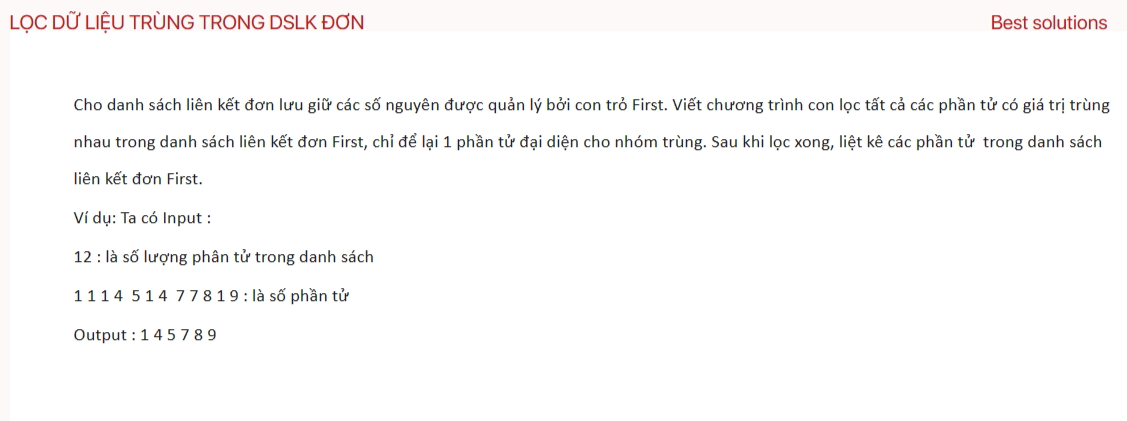 LỌC DỮ LIỆU TRÙNG TRONG DSLK ĐƠN
Best solutions
Cho danh sách liên kết đơn lưu giữ các số nguyên được quản lý bởi con trỏ First. Viết chương trình con lọc tất cả các phần tử có giá trị trùng
nhau trong danh sách liên kết đơn First, chỉ để lại 1 phần tử đại diện cho nhóm trùng. Sau khi lọc xong, liệt kê các phần tử trong danh sách
liên kết đơn First.
Ví dụ: Ta có Input :
12 : là số lượng phân tử trong danh sách
1 1 1 4 5 1 4 7 7 8 1 9 : là số phần tử
Output : 1 4 5 7 8 9